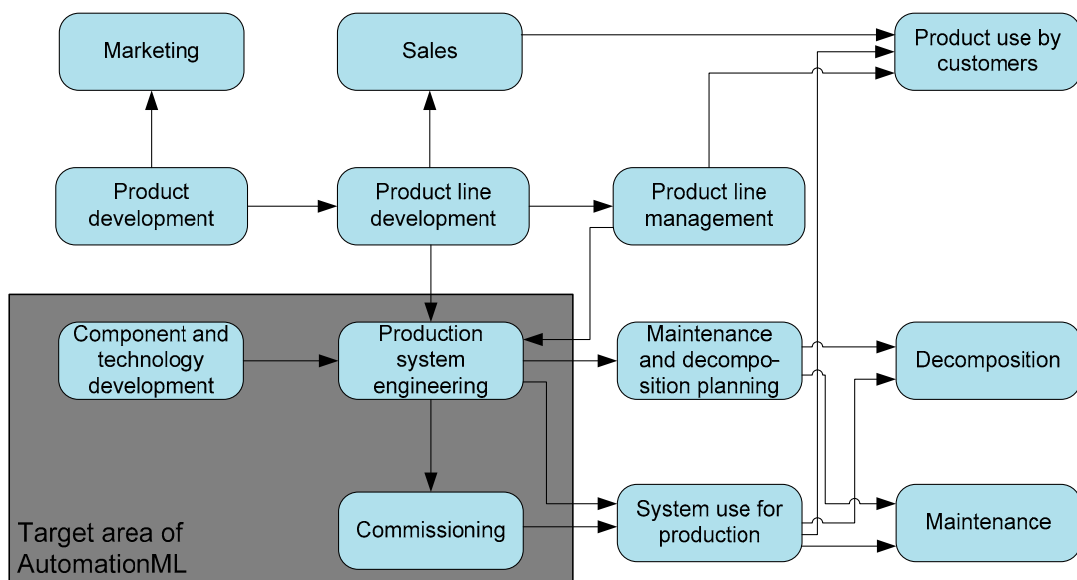 Marketing
Sales
Product use by
customers
Product
development
Product line
development
Product line
management
Component and
technology
development
Production
system
engineering
Maintenance
and decompo-
sition planning
Decomposition
Commissioning
System use for
production
Maintenance
Target area of
AutomationML